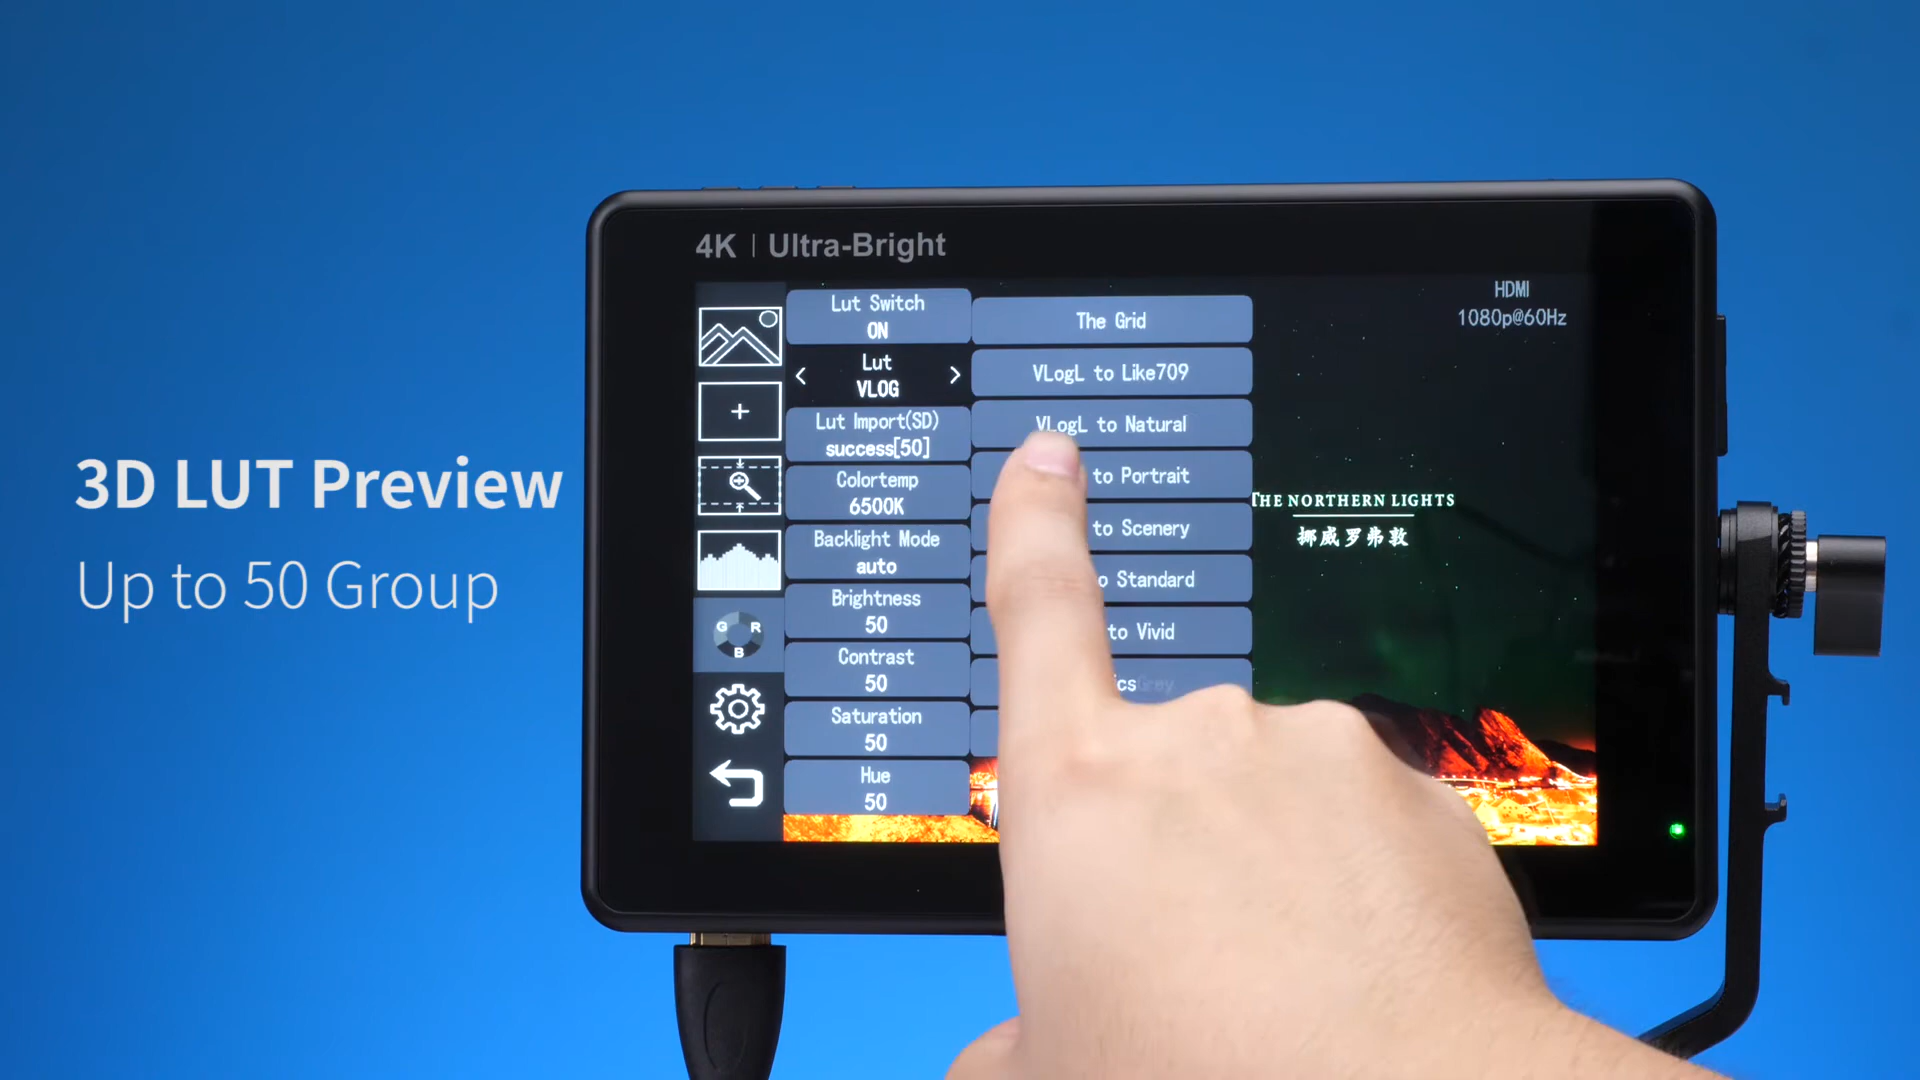 3D LUT Preview
Up to 50 Group
4K | Ultra-Bright
HDMI
1080p@60Hz
G R
B
Lut Switch
ON
Lut
< VLOG >
Lut Import(SD)
success[50]
Colortemp
6500K
Backlight Mode
auto
Brightness
50
Contrast
50
Saturation
50
Hue
50
The Grid
VLogL to Like709
VLogL to Natural
to Portrait
to Scenery
Standard
to Vivid
THE NORTHERN LIGHTS
挪威罗弗敦